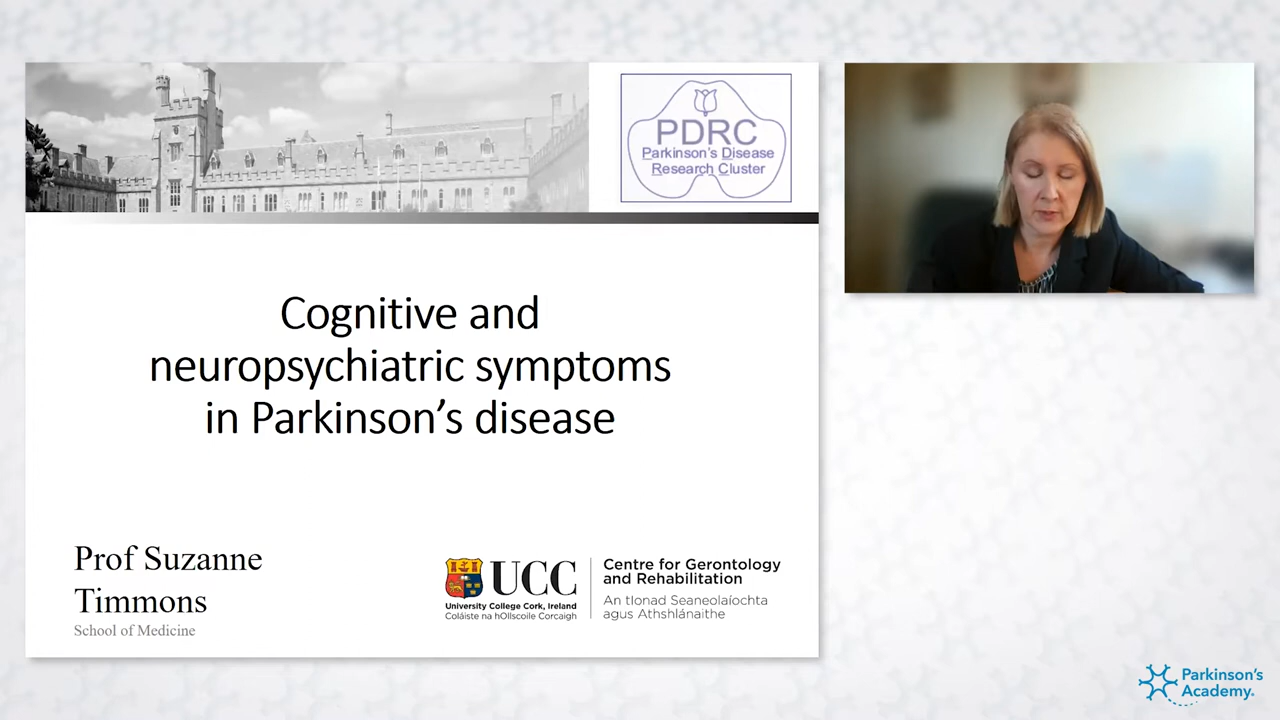 PDRC
Parkinson's Disease
Research Cluster
Cognitive and
neuropsychiatric symptoms
in Parkinson’s disease
Prof Suzanne
Timmons
School of Medicine
UCC
University College Cork, Ireland
Coláiste na hOllscoile Corcaigh
Centre for Gerontology
and Rehabilitation
An tIonad Seaneolaíochta
agus Athshlánaithe
Parkinson's
Academy.